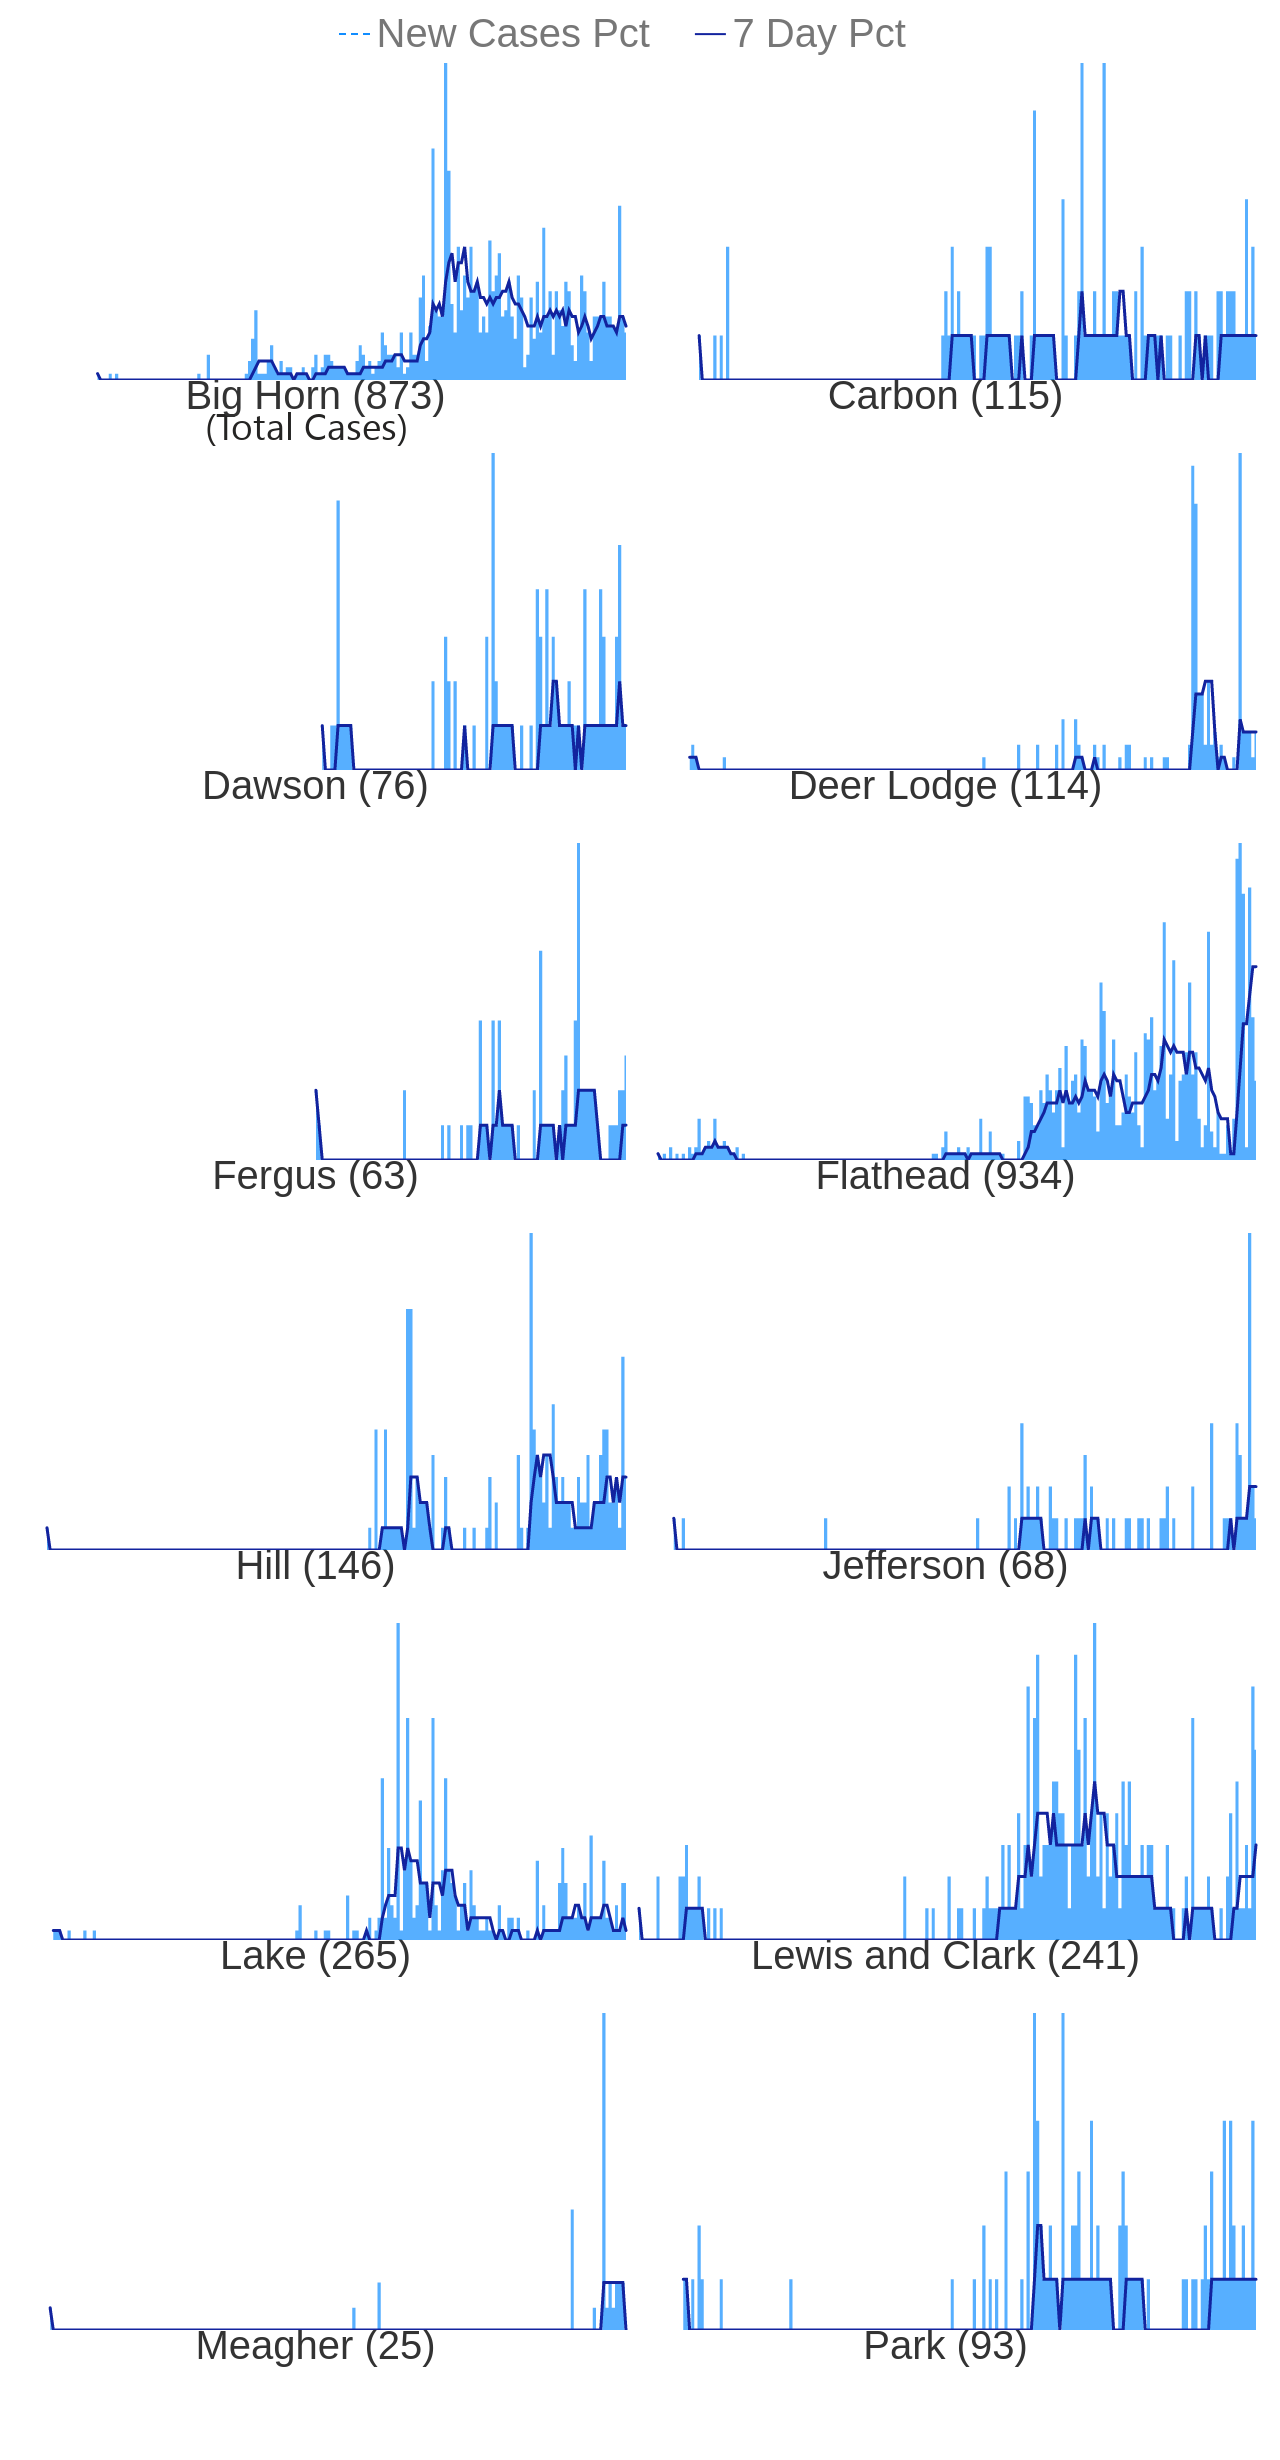 New Cases Pct 7 Day Pct
Big Horn (873) Carbon (115)
(Total Cases)
Dawson (76) Deer Lodge (114)
Fergus (63) Flathead (934)
Hill (146) Jefferson (68)
Lake (265) Lewis and Clark (241)
Meagher (25) Park (93)